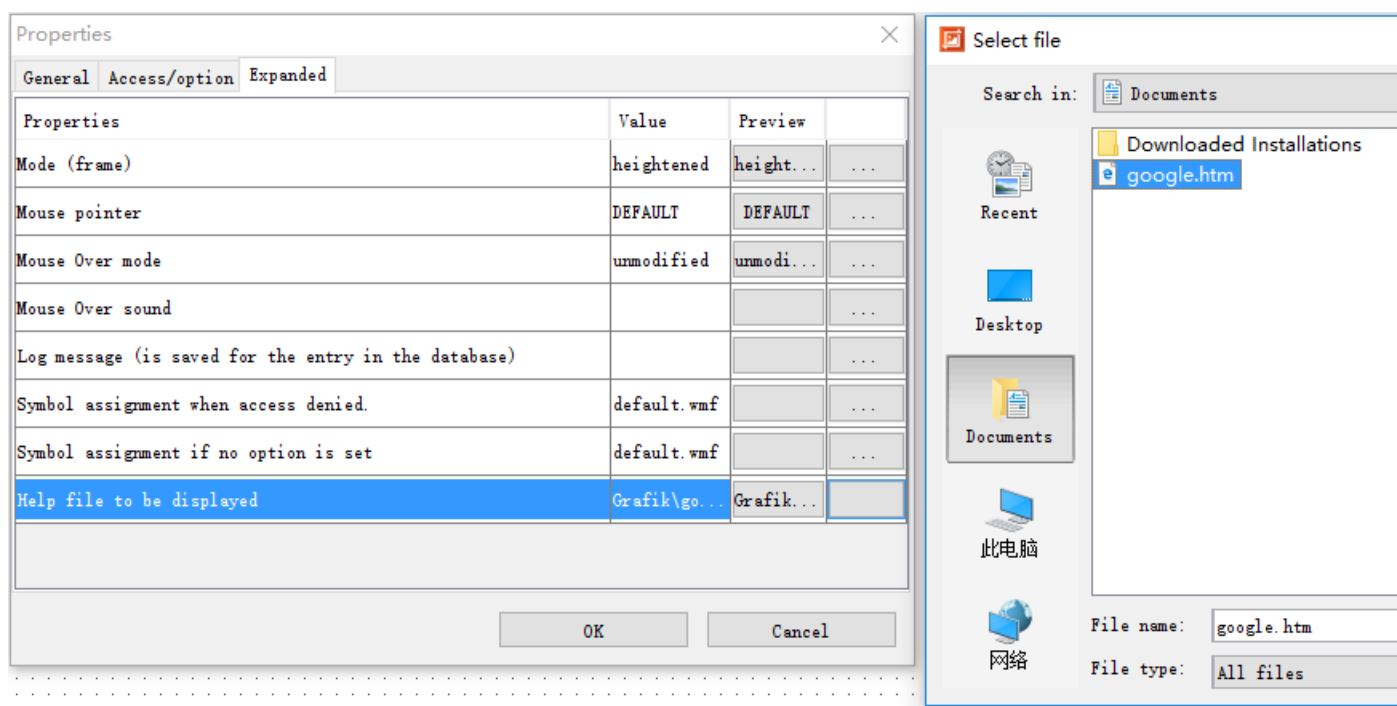 Properties
General Access/option Expanded
Properties Value Preview
Mode (frame) heightened height... ...
Mouse pointer DEFAULT DEFAULT ...
Mouse Over mode unmodified unmodi... ...
Mouse Over sound ...
Log message (is saved for the entry in the database) ...
Symbol assignment when access denied. default.wmf ...
Symbol assignment if no option is set default.wmf ...
Help file to be displayed Grafik\go... Grafik...
OK Cancel
Select file
Search in: Documents
Downloaded Installations
google.htm
Recent
Desktop
Documents
此电脑
网络
File name: google.htm
File type: All files